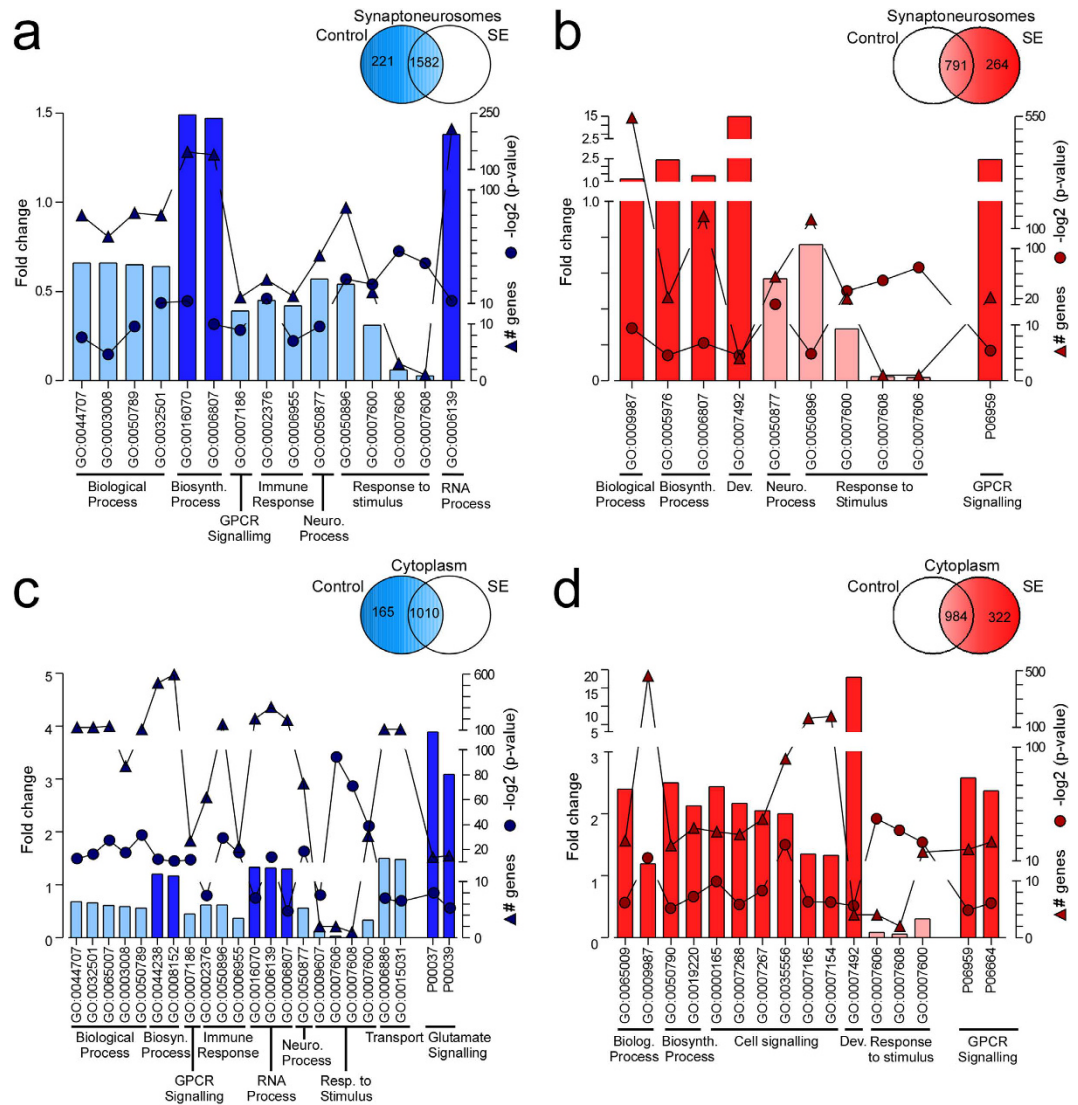 a
Synaptoneurosomes
Control
SE
221
1582
1.5
1.0
0.5
0
Fold change
250
100
100
10
10
0
# genes
-log2 (p-value)
GO:0044707
GO:0003008
GO:0050789
GO:0032501
GO:0016070
GO:0006807
GO:0007186
GO:0002376
GO:0006955
GO:0050877
GO:0050896
GO:0007600
GO:0007606
GO:0007608
GO:0006139
Biological Process
Biosynth. Process
GPCR Signallimg
Immune Response
Neuro. Process
Response to stimulus
RNA Process
b
Synaptoneurosomes
Control
SE
791
264
15
2.5
2.5
1.0
1.0
0.5
0
Fold change
550
100
100
20
10
0
# genes
-log2 (p-value)
GO:0009987
GO:0005976
GO:0006807
GO:0007492
GO:0050877
GO:0050896
GO:0007600
GO:0007608
GO:0007606
P06959
Biological Process
Biosynth. Process
Dev.
Neuro. Process
Response to Stimulus
GPCR Signalling
c
Cytoplasm
Control
SE
165
1010
5
4
3
2
1
0
Fold change
600
100
100
80
60
40
20
10
10
0
# genes
-log2 (p-value)
GO:0044707
GO:0032501
GO:0065007
GO:0003008
GO:0050789
GO:0044238
GO:0008152
GO:0007186
GO:0002376
GO:0050896
GO:0006955
GO:0016070
GO:0006139
GO:0006807
GO:0050877
GO:0009607
GO:0007606
GO:0007608
GO:0007600
GO:0006886
GO:0015031
P00037
P00039
Biological Process
Biosyn. Process
GPCR Signalling
Immune Response
RNA Process
Neuro. Process
Resp. to Stimulus
Transport
Glutamate Signalling
d
Cytoplasm
Control
SE
984
322
20
15
10
5
3
2
1
0
Fold change
500
100
100
10
10
0
# genes
-log2 (p-value)
GO:0065009
GO:0009987
GO:0050790
GO:0019220
GO:0000165
GO:0007268
GO:0007267
GO:0035556
GO:0007165
GO:0007154
GO:0007492
GO:0007606
GO:0007608
GO:0007600
P06959
P06664
Biolog. Process
Biosynth. Process
Cell signalling
Dev.
Response to stimulus
GPCR Signalling